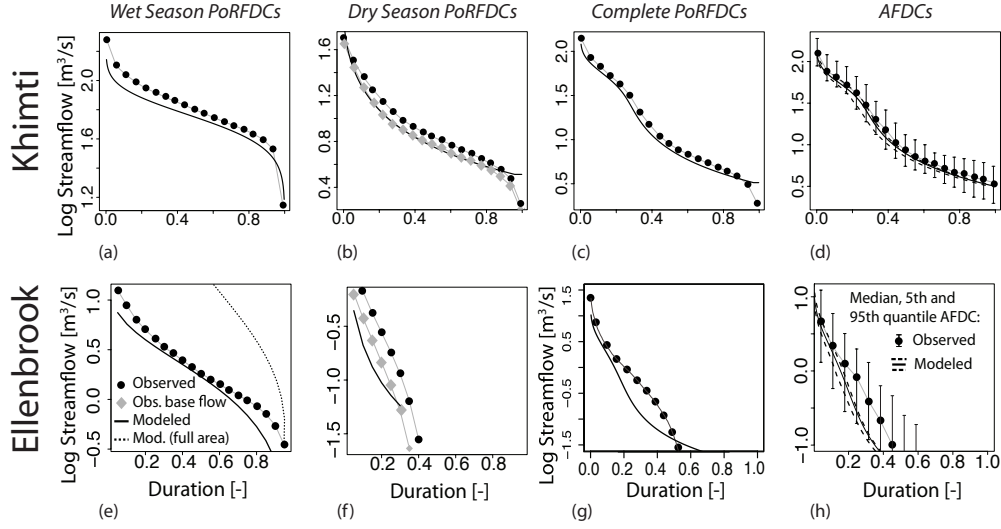 Wet Season PoRFDCs
Dry Season PoRFDCs
Complete PoRFDCs
AFDCs
Khimti
Log Streamflow [m³/s]
1.2 1.6 2.0
0.4 0.8
(a)
0.4 0.8 1.2 1.6
0.4 0.8
(b)
0.5 1.0 1.5 2.0
0.0 0.4 0.8
(c)
0.5 1.0 1.5 2.0
0.0 0.4 0.8
(d)
Ellenbrook
Log Streamflow [m³/s]
−0.5 0.0 0.5 1.0
Observed
Obs. base flow
Modeled
Mod. (full area)
0.2 0.4 0.6 0.8
Duration [-]
(e)
−1.5 −1.0 −0.5
0.2 0.4 0.6 0.8
Duration [-]
(f)
−1.5 −0.5 0.5 1.5
0.0 0.2 0.4 0.6 0.8 1.0
Duration [-]
(g)
−1.0 0.0 1.0
Median, 5th and
95th quantile AFDC:
Observed
Modeled
0.2 0.4 0.6 0.8 1.0
Duration [-]
(h)